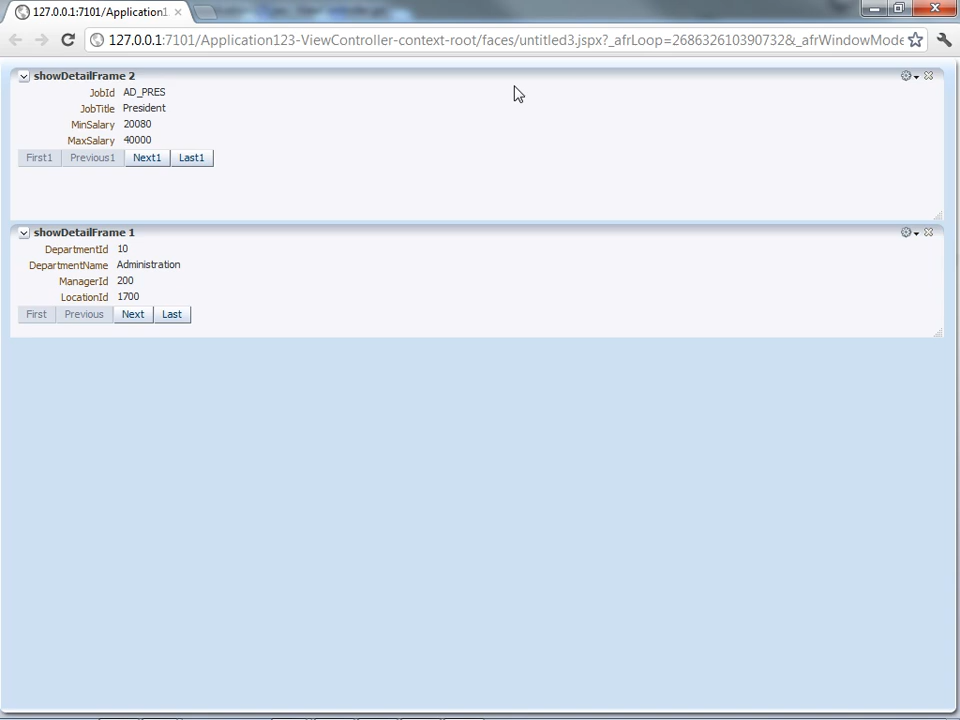 127.0.0.1:7101/Application1
127.0.0.1:7101/Application123-ViewController-context-root/faces/untitled3.jspx?_afrLoop=268632610390732&_afrWindowMode
showDetailFrame 2
JobId AD_PRES
JobTitle President
MinSalary 20080
MaxSalary 40000
First1 Previous1 Next1 Last1
showDetailFrame 1
DepartmentId 10
DepartmentName Administration
ManagerId 200
LocationId 1700
First Previous Next Last